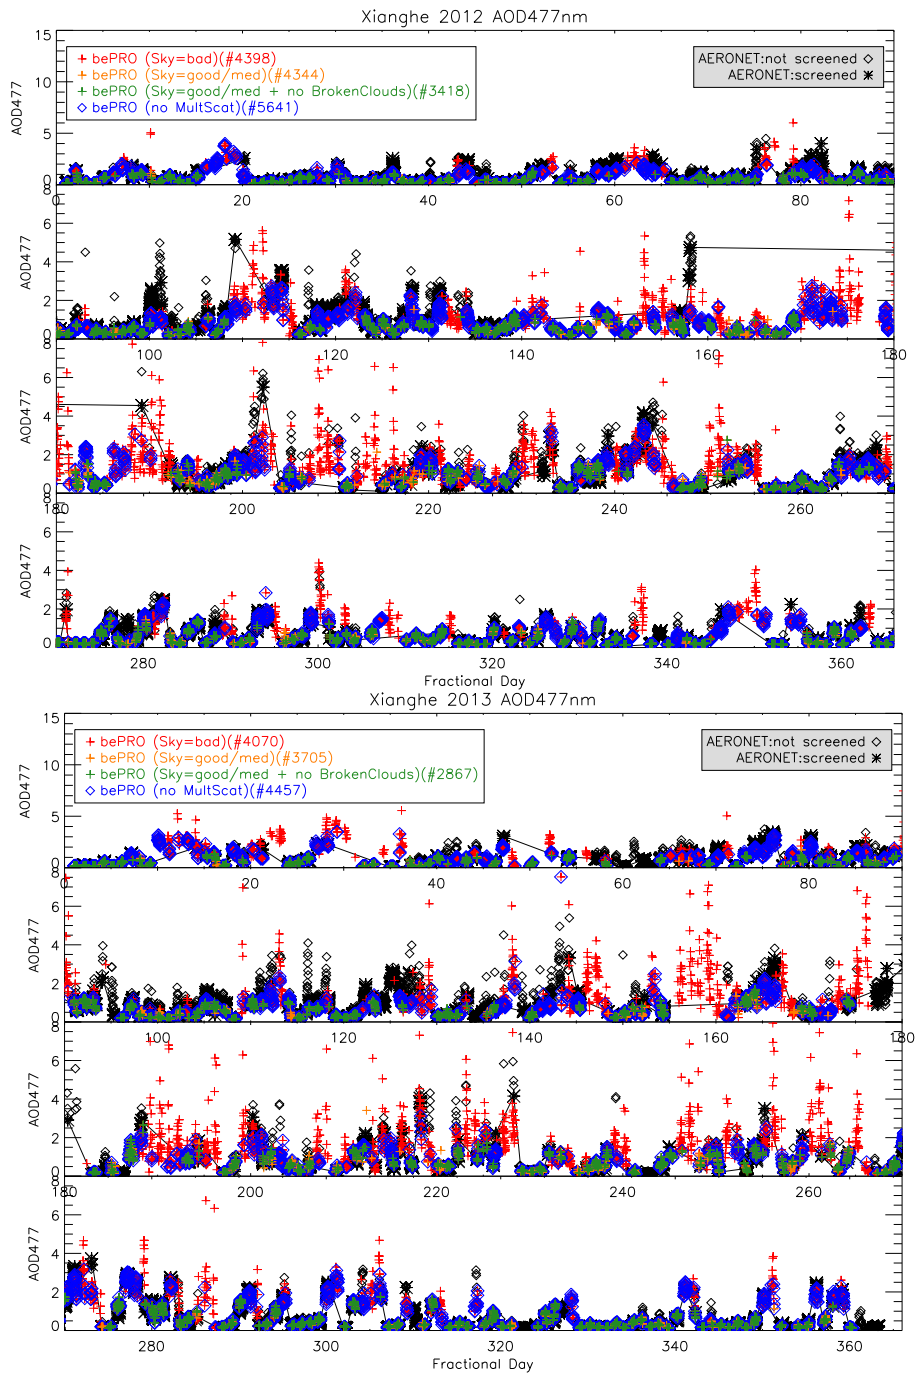 Xianghe 2012 AOD477nm
15
+ bePRO (Sky=bad)(#4398)
+ bePRO (Sky=good/med)(#4344)
+ bePRO (Sky=good/med + no BrokenClouds)(#3418)
◇ bePRO (no MultScat)(#5641)
AERONET:not screened ◇
AERONET:screened ✳
AOD477
10
5
0
0 20 40 60 80
8
AOD477
6
4
2
0
100 120 140 160 180
8
AOD477
6
4
2
0
180 200 220 240 260
8
AOD477
6
4
2
0
280 300 320 340 360
Fractional Day
Xianghe 2013 AOD477nm
15
+ bePRO (Sky=bad)(#4070)
+ bePRO (Sky=good/med)(#3705)
+ bePRO (Sky=good/med + no BrokenClouds)(#2867)
◇ bePRO (no MultScat)(#4457)
AERONET:not screened ◇
AERONET:screened ✳
AOD477
10
5
0
0 20 40 60 80
8
AOD477
6
4
2
0
100 120 140 160 180
8
AOD477
6
4
2
0
180 200 220 240 260
8
AOD477
6
4
2
0
280 300 320 340 360
Fractional Day